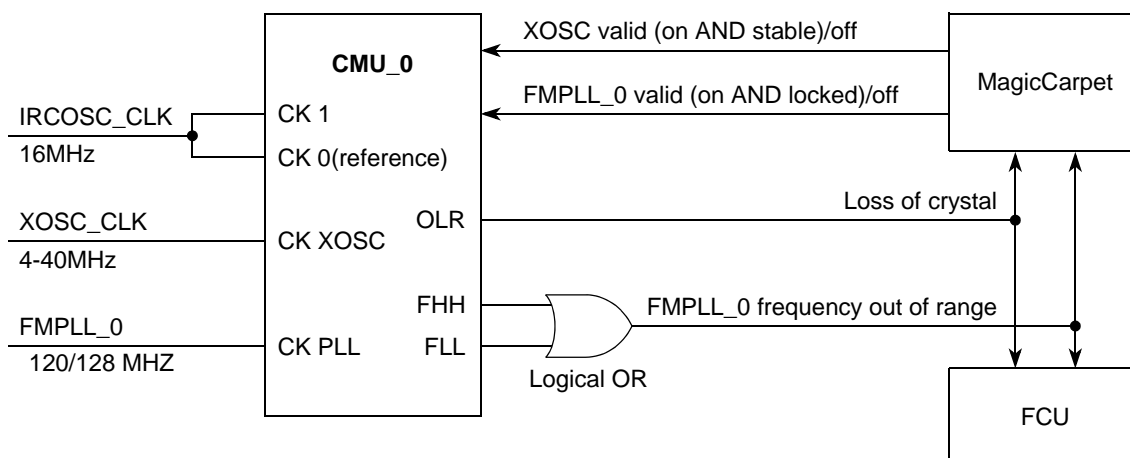 XOSC valid (on AND stable)/off
CMU_0
MagicCarpet
FMPLL_0 valid (on AND locked)/off
IRCOSC_CLK
CK 1
16MHz
CK 0(reference)
Loss of crystal
XOSC_CLK
OLR
CK XOSC
4-40MHz
FHH
FMPLL_0 frequency out of range
FMPLL_0
CK PLL
FLL
120/128 MHZ
Logical OR
FCU